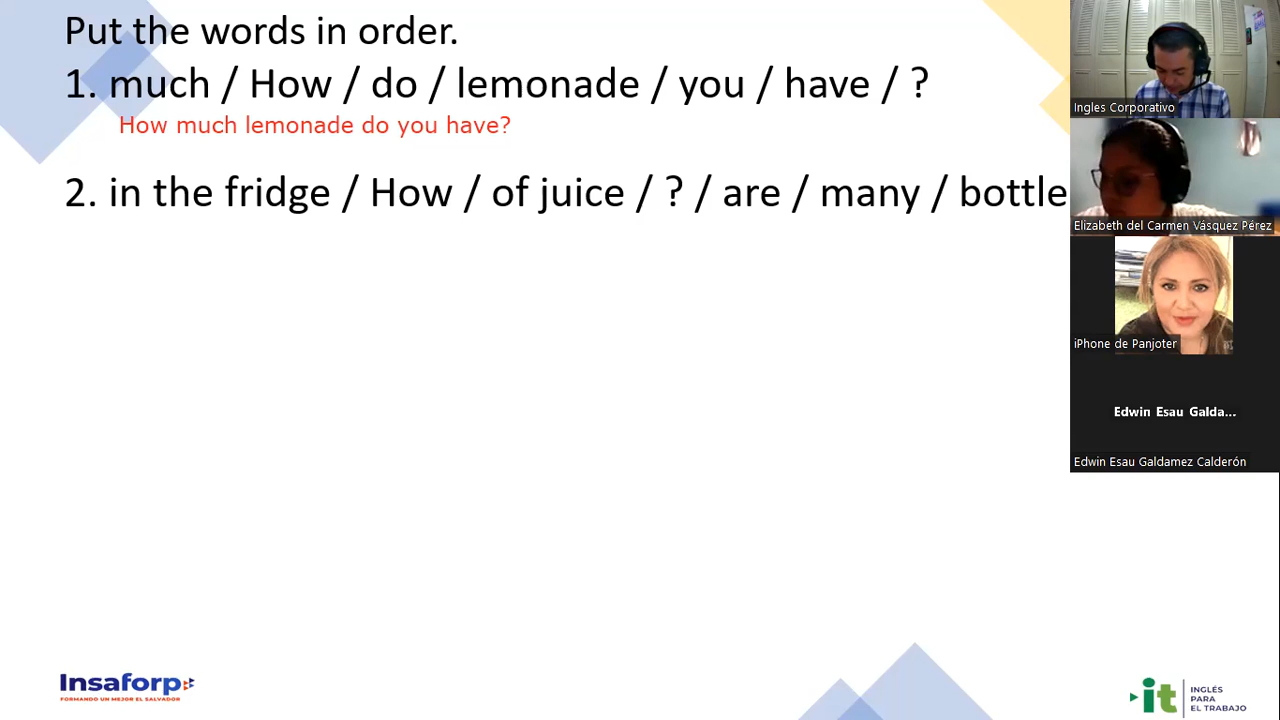 Put the words in order.
1. much / How / do / lemonade / you / have / ?
How much lemonade do you have?
2. in the fridge / How / of juice / ? / are / many / bottle
Ingles Corporativo
Elizabeth del Carmen Vásquez Pérez
iPhone de Panjoter
Edwin Esau Galda...
Edwin Esau Galdamez Calderón
Insaforp
FORMANDO UN MEJOR EL SALVADOR
it
INGLÉS
PARA
EL TRABAJO